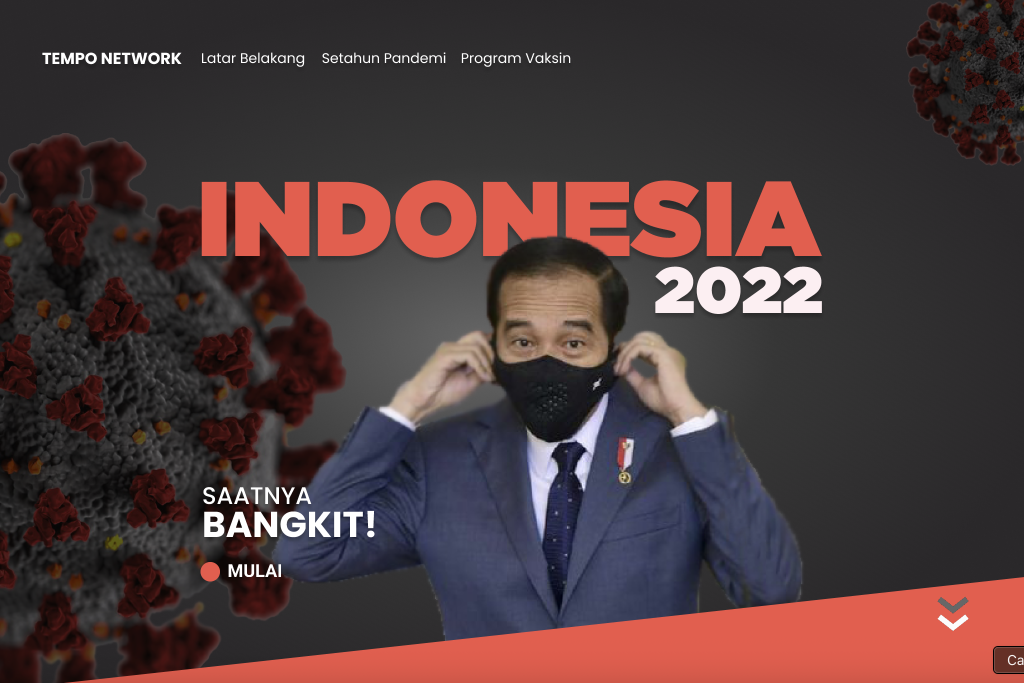 TEMPO NETWORK Latar Belakang Setahun Pandemi Program Vaksin
INDONESIA
2022
SAATNYA
BANGKIT!
MULAI